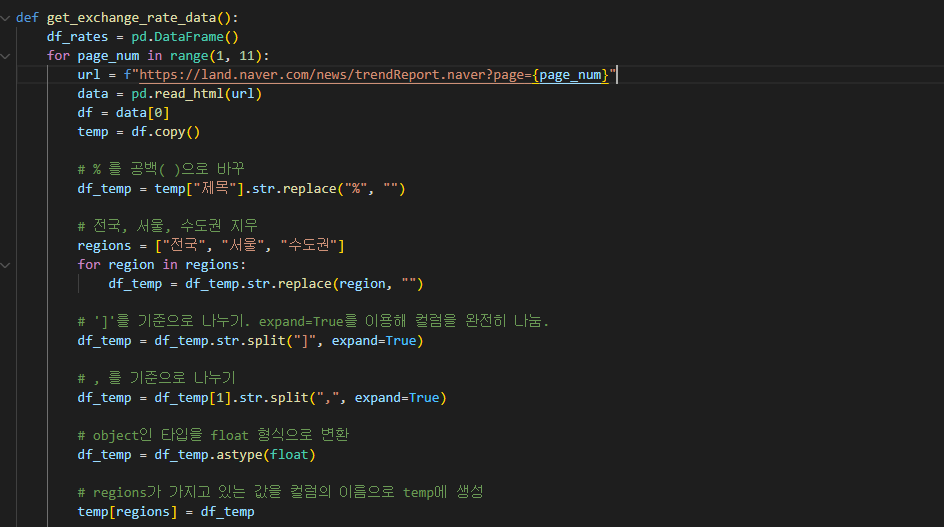 def get_exchange_rate_data():
    df_rates = pd.DataFrame()
    for page_num in range(1, 11):
        url = f"https://land.naver.com/news/trendReport.naver?page={page_num}"
        data = pd.read_html(url)
        df = data[0]
        temp = df.copy()

        # % 를 공백( )으로 바꾸
        df_temp = temp["제목"].str.replace("%", "")

        # 전국, 서울, 수도권 지우
        regions = ["전국", "서울", "수도권"]
        for region in regions:
            df_temp = df_temp.str.replace(region, "")

        # ']'를 기준으로 나누기. expand=True를 이용해 컬럼을 완전히 나눔.
        df_temp = df_temp.str.split("]", expand=True)

        # , 를 기준으로 나누기
        df_temp = df_temp[1].str.split(",", expand=True)

        # object인 타입을 float 형식으로 변환
        df_temp = df_temp.astype(float)

        # regions가 가지고 있는 값을 컬럼의 이름으로 temp에 생성
        temp[regions] = df_temp